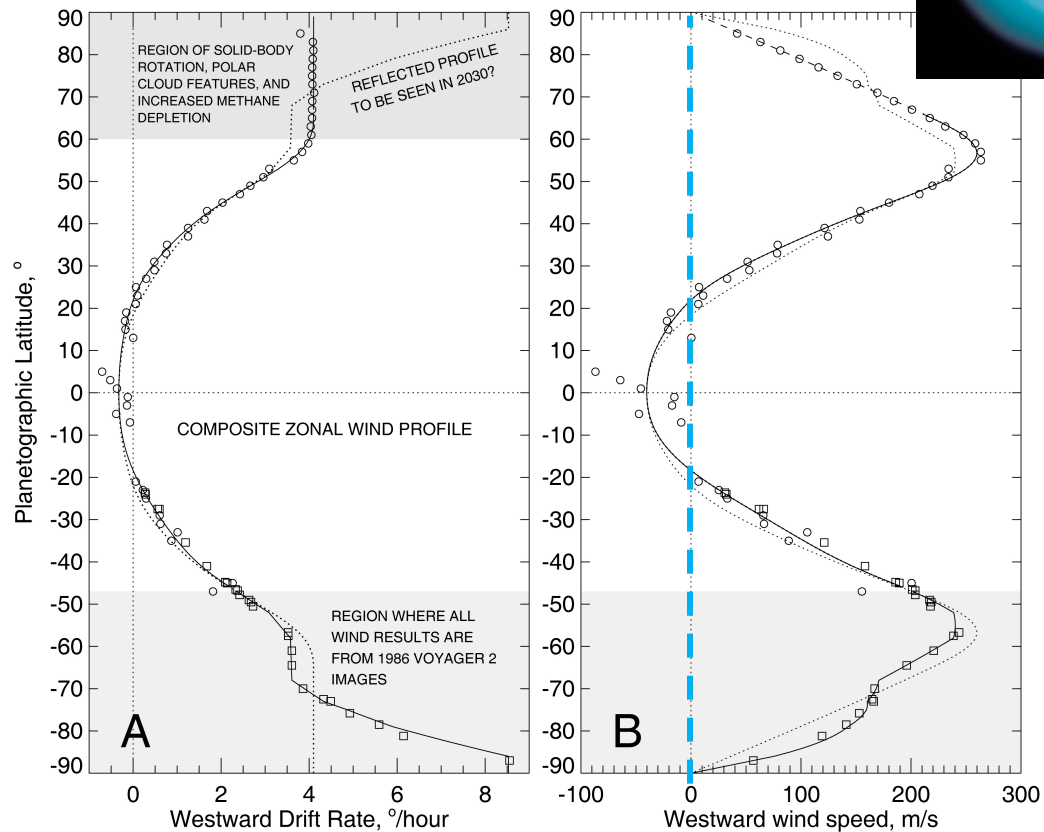 90
80
70
60
50
40
30
20
10
0
-10
-20
-30
-40
-50
-60
-70
-80
-90
Planetographic Latitude, °
REGION OF SOLID-BODY
ROTATION, POLAR
CLOUD FEATURES, AND
INCREASED METHANE
DEPLETION
REFLECTED PROFILE
TO BE SEEN IN 2030?
COMPOSITE ZONAL WIND PROFILE
REGION WHERE ALL
WIND RESULTS ARE
FROM 1986 VOYAGER 2
IMAGES
A
0 2 4 6 8
Westward Drift Rate, °/hour
90
80
70
60
50
40
30
20
10
0
-10
-20
-30
-40
-50
-60
-70
-80
-90
B
-100 0 100 200 300
Westward wind speed, m/s